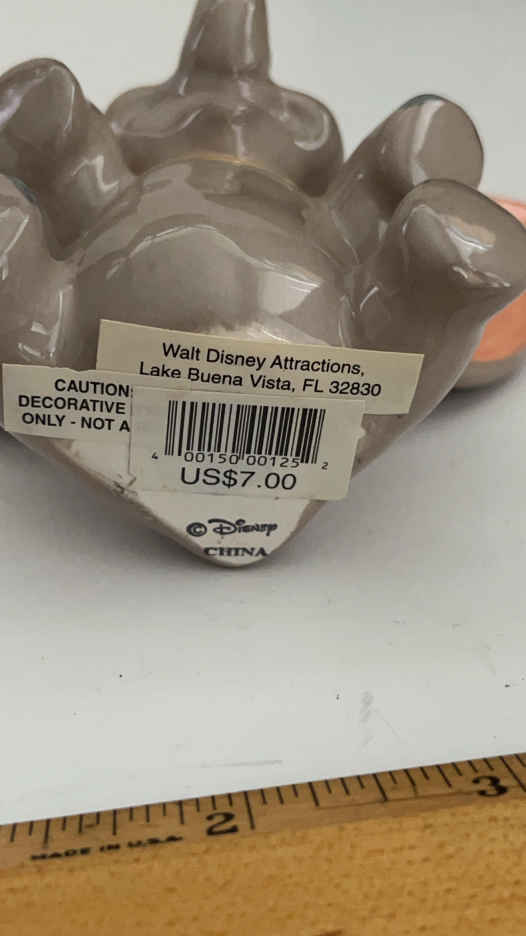 Walt Disney Attractions,
Lake Buena Vista, FL 32830
CAUTION:
DECORATIVE
ONLY - NOT A
4 00150 00125 2
US$7.00
© Disney
CHINA
2
3
MADE IN U.S.A.